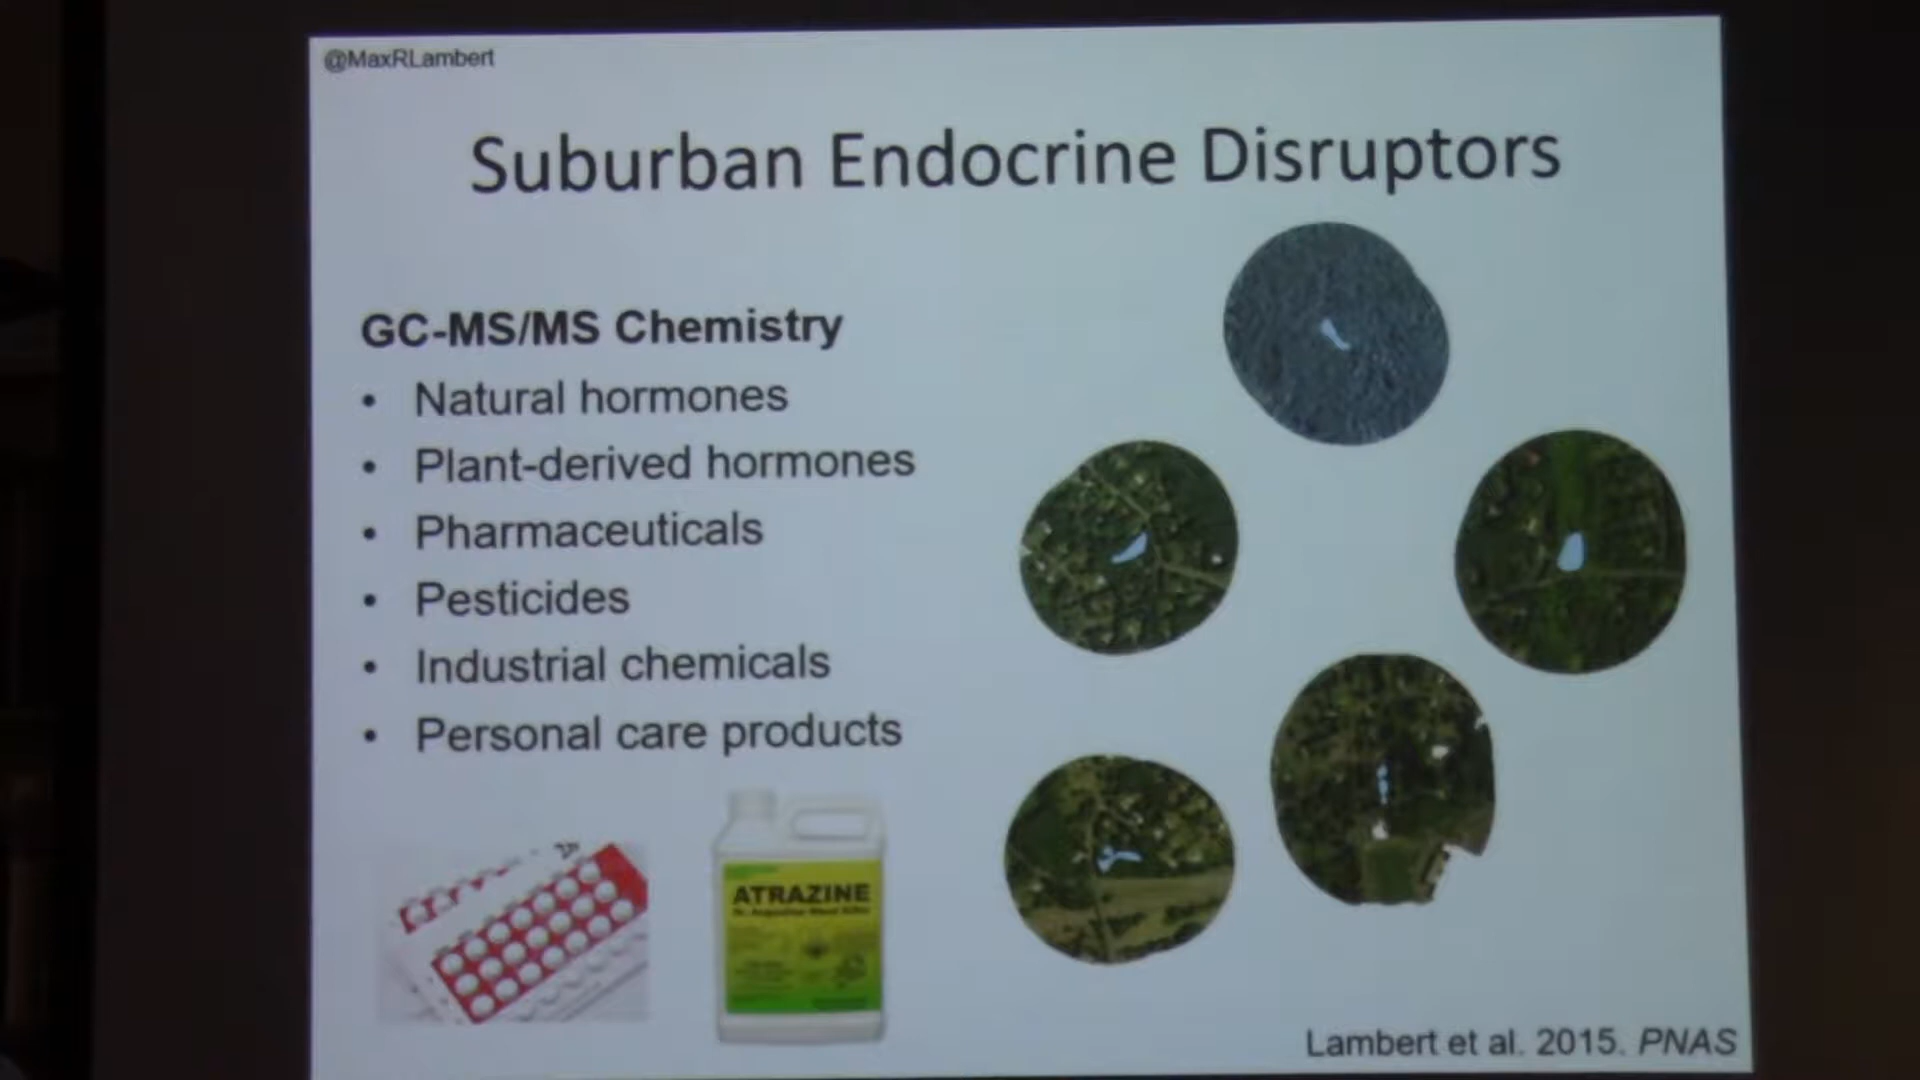 @MaxRLambert
Suburban Endocrine Disruptors
GC-MS/MS Chemistry
• Natural hormones
• Plant-derived hormones
• Pharmaceuticals
• Pesticides
• Industrial chemicals
• Personal care products
ATRAZINE
Lambert et al. 2015. PNAS